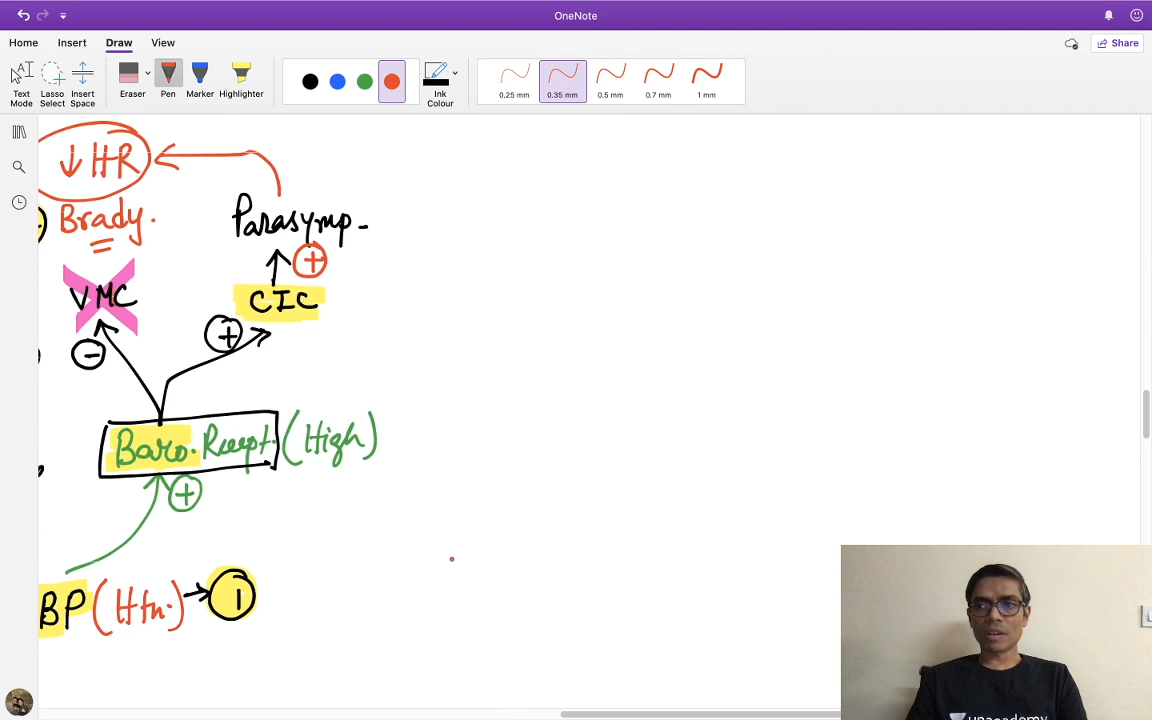 OneNote
Home Insert Draw View
Share
Text Mode
Lasso Select
Insert Space
Eraser
Pen
Marker
Highlighter
Ink Colour
0.25 mm
0.35 mm
0.5 mm
0.7 mm
1 mm
↓ HR
Brady.
Parasymp.
+
VMC
CIC
+
-
Baro. Recept. (High)
+
BP (Htn.) → 1
unacademy